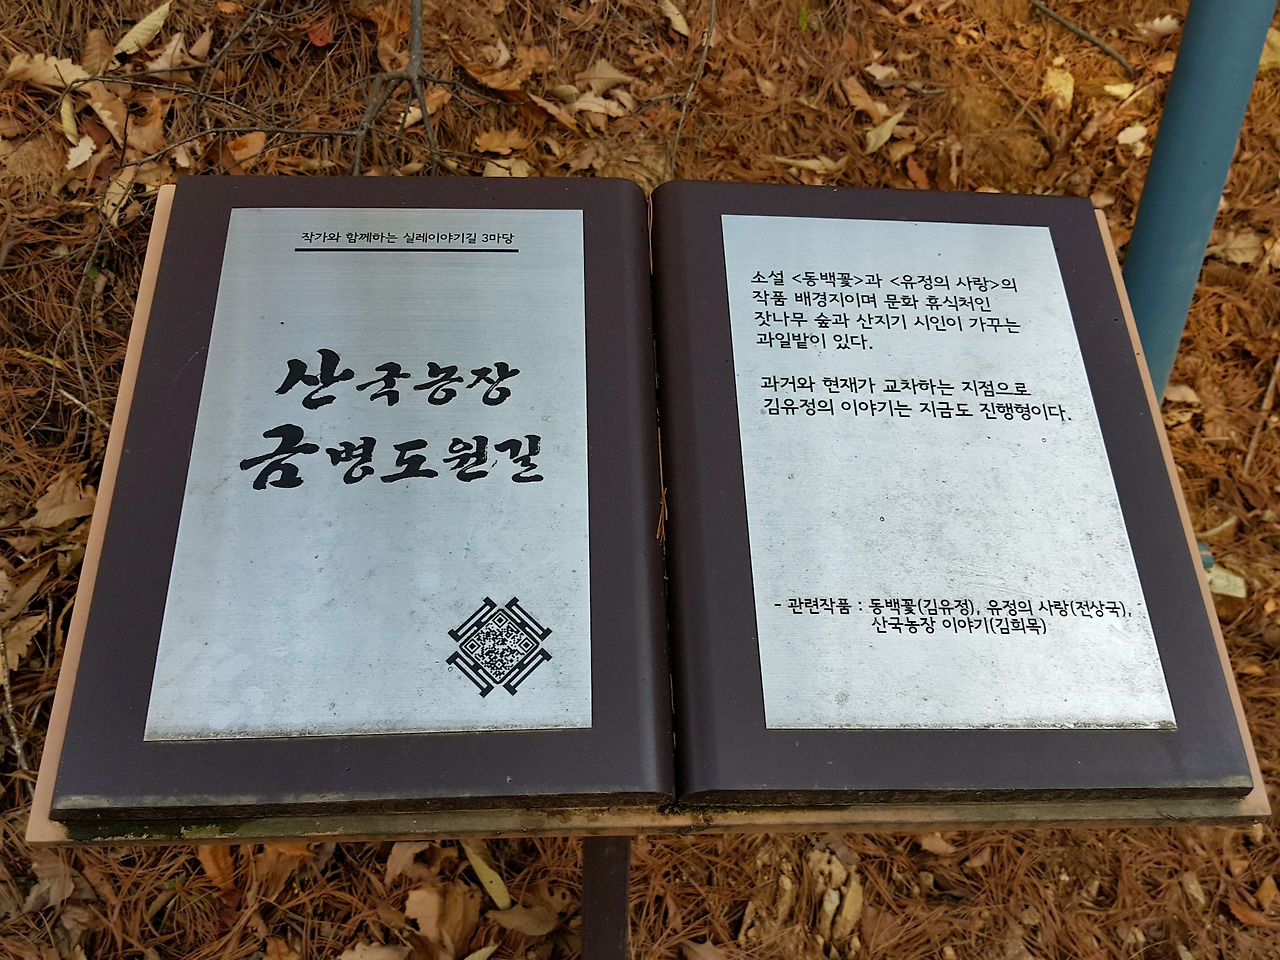 작가와 함께하는 실레이야기길 3마당
산국농장
금병도원길
소설 <동백꽃>과 <유정의 사랑>의
작품 배경지이며 문화 휴식처인
잣나무 숲과 산지기 시인이 가꾸는
과일밭이 있다.
과거와 현재가 교차하는 지점으로
김유정의 이야기는 지금도 진행형이다.
- 관련작품 : 동백꽃(김유정), 유정의 사랑(전상국),
산국농장 이야기(김희목)